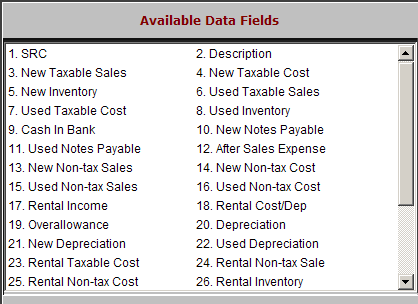 Available Data Fields
1. SRC 2. Description
3. New Taxable Sales 4. New Taxable Cost
5. New Inventory 6. Used Taxable Sales
7. Used Taxable Cost 8. Used Inventory
9. Cash In Bank 10. New Notes Payable
11. Used Notes Payable 12. After Sales Expense
13. New Non-tax Sales 14. New Non-tax Cost
15. Used Non-tax Sales 16. Used Non-tax Cost
17. Rental Income 18. Rental Cost/Dep
19. Overallowance 20. Depreciation
21. New Depreciation 22. Used Depreciation
23. Rental Taxable Cost 24. Rental Non-tax Sale
25. Rental Non-tax Cost 26. Rental Inventory